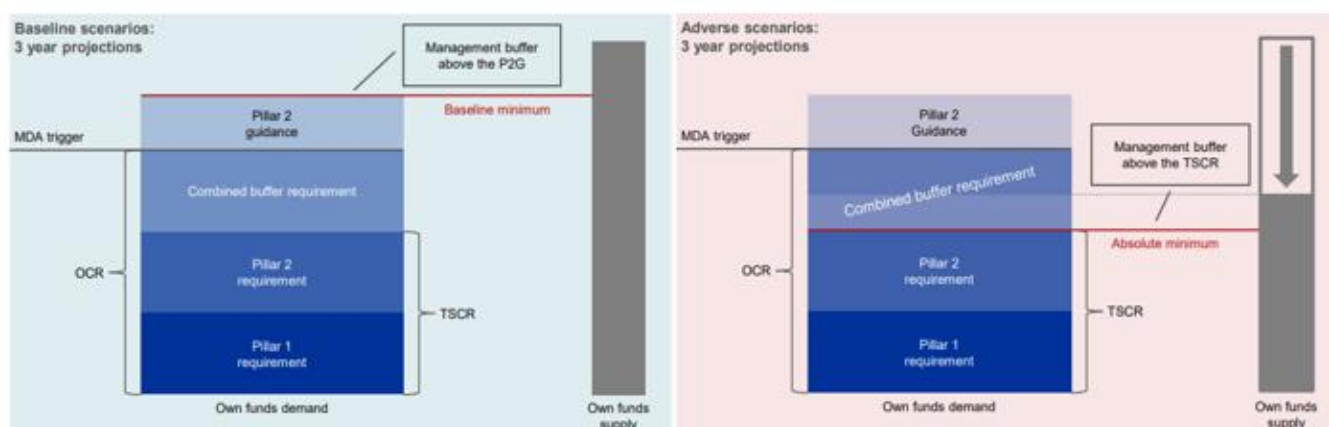 Baseline scenarios:
3 year projections
Management buffer
above the P2G
Baseline minimum
Pillar 2
guidance
MDA trigger
Combined buffer requirement
OCR
Pillar 2
requirement
TSCR
Pillar 1
requirement
Own funds demand
Own funds
supply
Adverse scenarios:
3 year projections
Pillar 2
Guidance
MDA trigger
Management buffer
above the TSCR
Combined buffer requirement
Absolute minimum
OCR
Pillar 2
requirement
TSCR
Pillar 1
requirement
Own funds demand
Own funds
supply